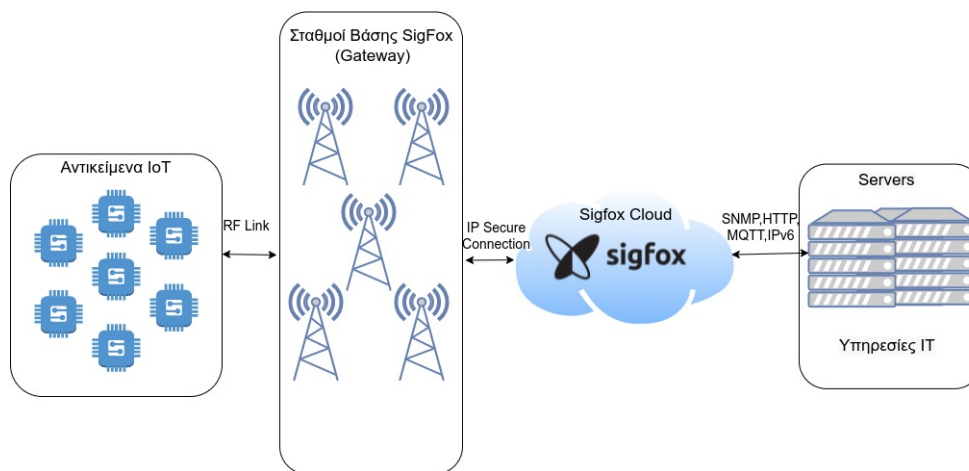 Σταθμοί Βάσης SigFox
(Gateway)
Αντικείμενα IoT
RF Link
IP Secure
Connection
Sigfox Cloud
sigfox
SNMP,HTTP,
MQTT,IPv6
Servers
Υπηρεσίες IT